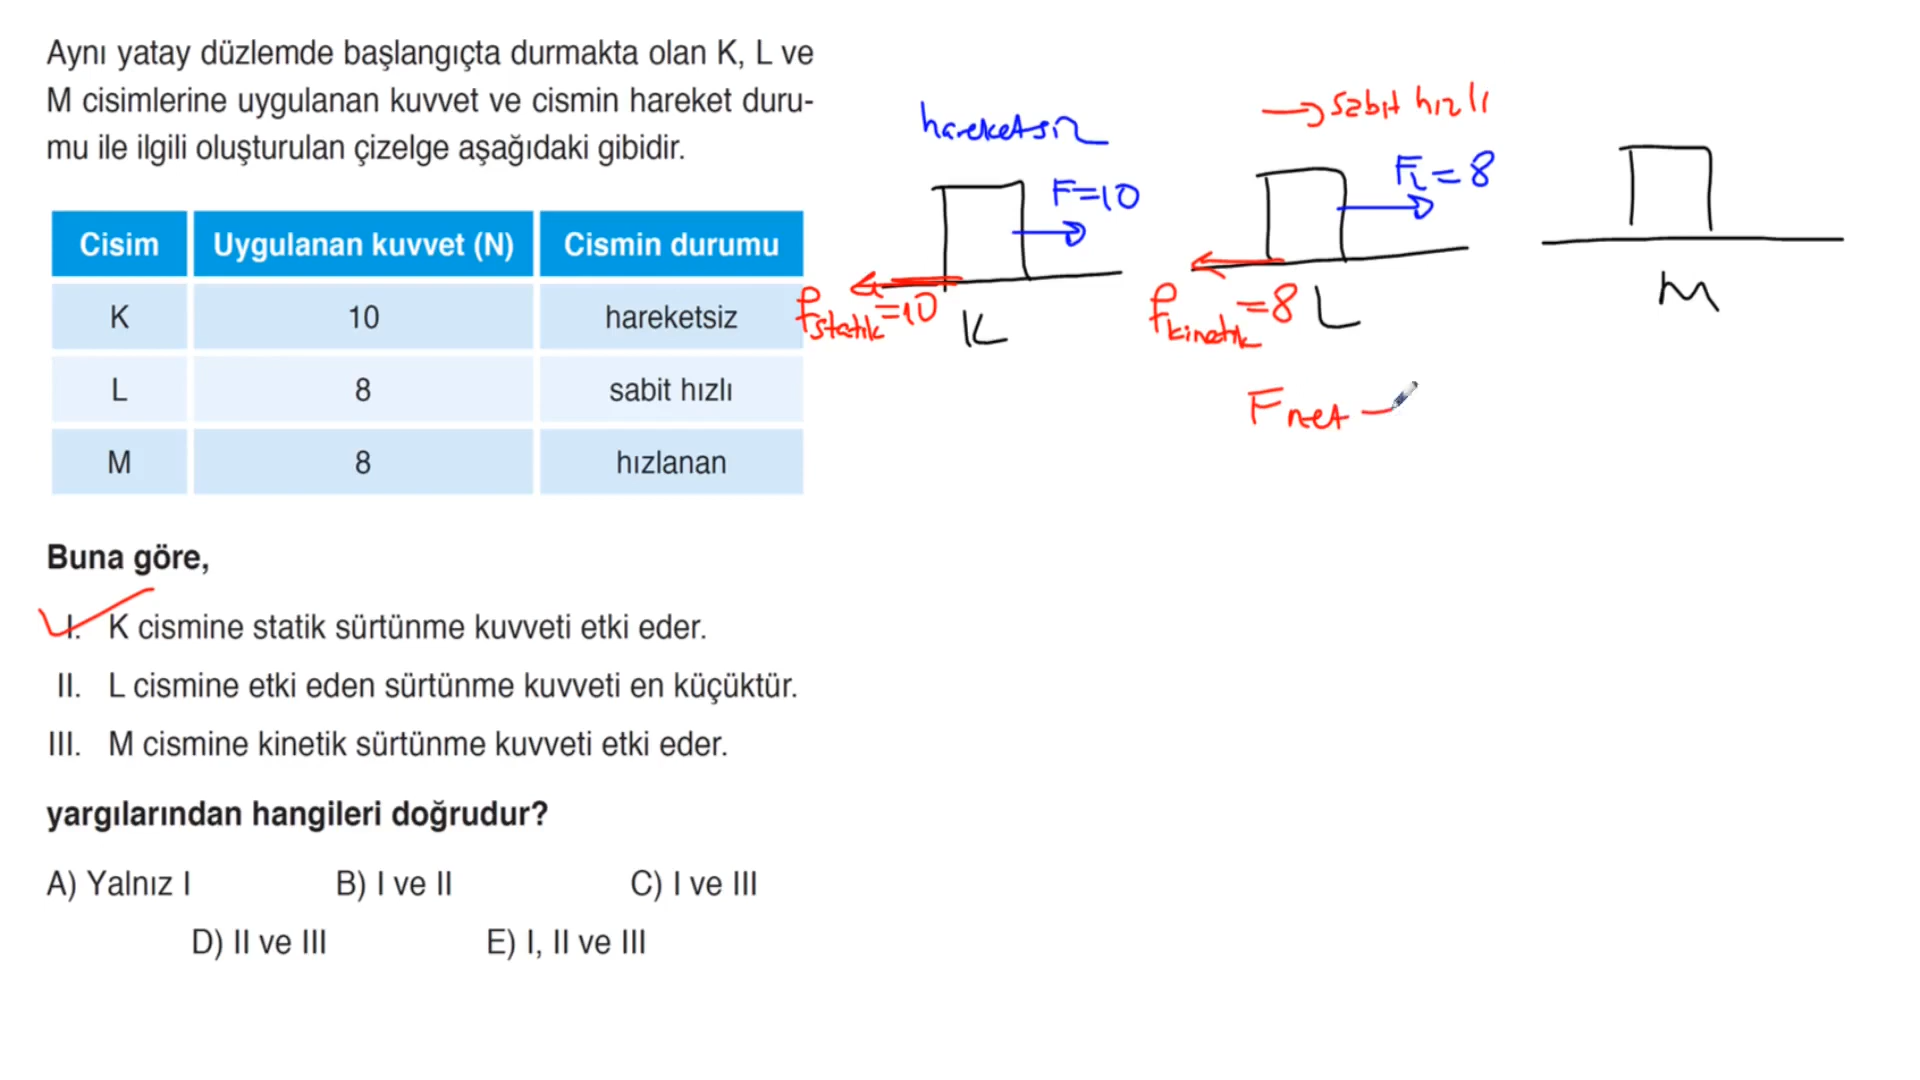 Aynı yatay düzlemde başlangıçta durmakta olan K, L ve
M cisimlerine uygulanan kuvvet ve cismin hareket duru-
mu ile ilgili oluşturulan çizelge aşağıdaki gibidir.
Cisim Uygulanan kuvvet (N) Cismin durumu
K 10 hareketsiz
L 8 sabit hızlı
M 8 hızlanan
Buna göre,
I. K cismine statik sürtünme kuvveti etki eder.
II. L cismine etki eden sürtünme kuvveti en küçüktür.
III. M cismine kinetik sürtünme kuvveti etki eder.
yargılarından hangileri doğrudur?
A) Yalnız I B) I ve II C) I ve III
D) II ve III E) I, II ve III
hareketsiz
F=10
fstatik=10
K
sabit hızlı
FL=8
fkinetik=8
L
Fnet
M